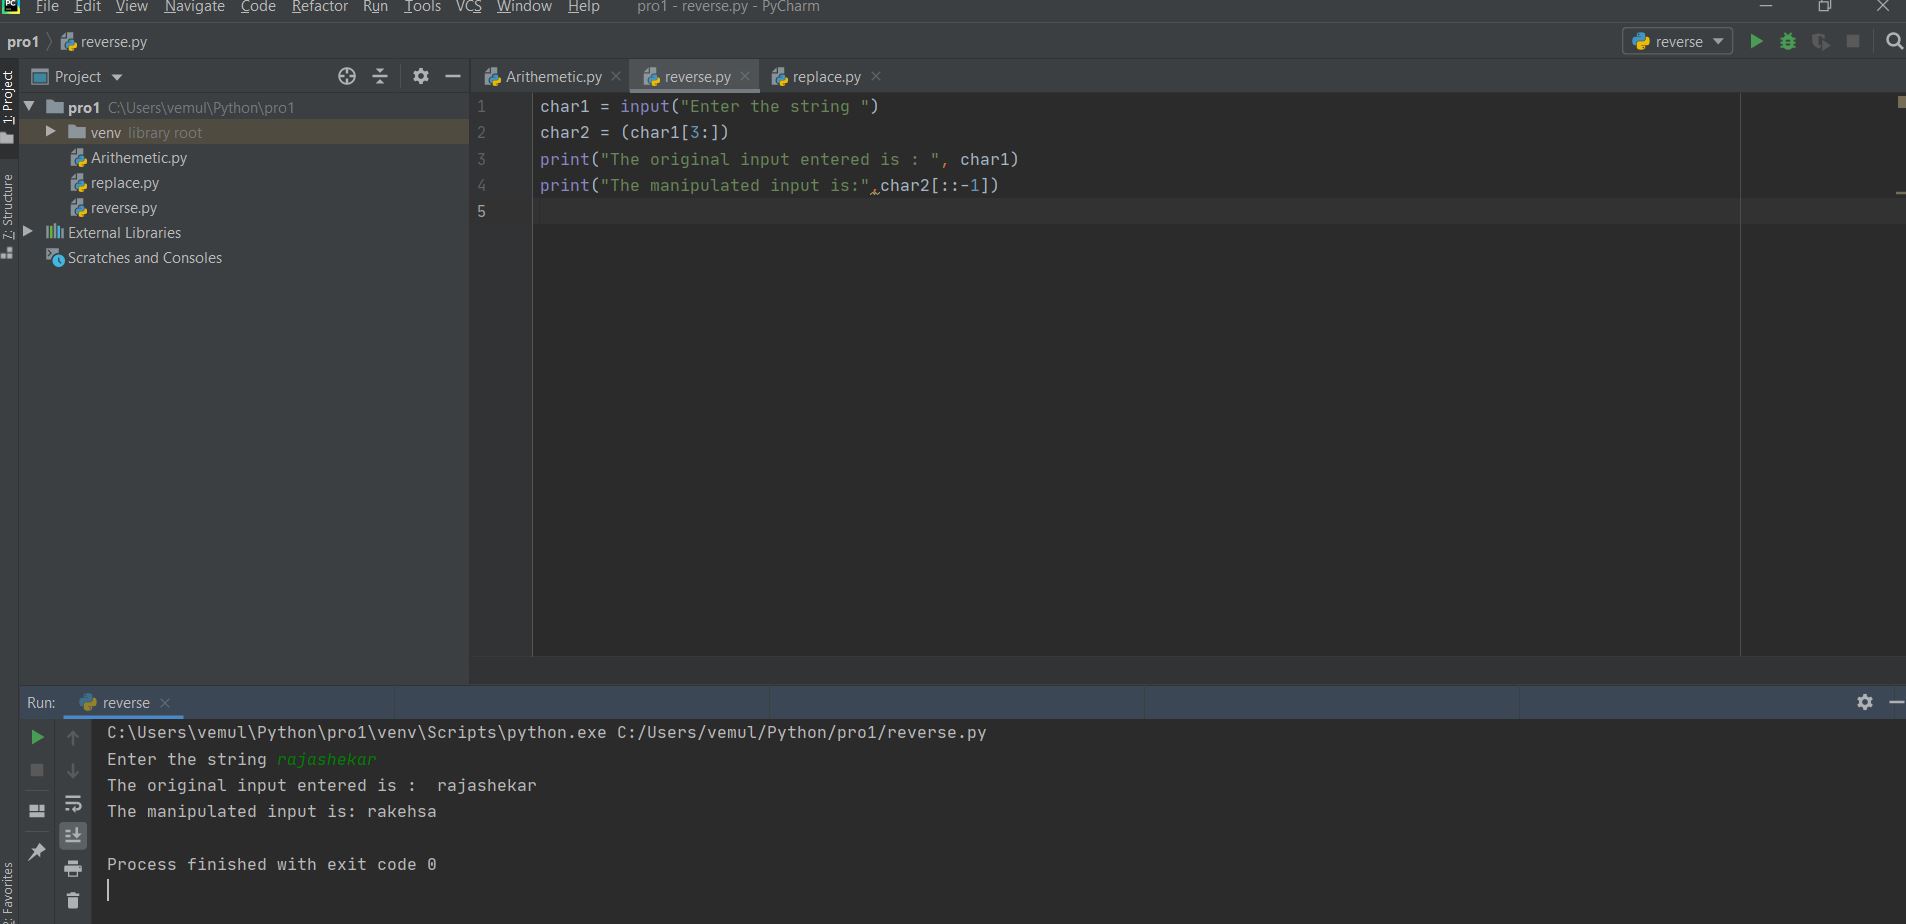 File Edit View Navigate Code Refactor Run Tools VCS Window Help pro1 - reverse.py - PyCharm
pro1 reverse.py reverse
1: Project
Project
pro1 C:\Users\vemul\Python\pro1
venv library root
Arithemetic.py
replace.py
reverse.py
External Libraries
Scratches and Consoles
7: Structure
Arithemetic.py reverse.py replace.py
1 char1 = input("Enter the string ")
2 char2 = (char1[3:])
3 print("The original input entered is : ", char1)
4 print("The manipulated input is:",char2[::-1])
5
Run: reverse
C:\Users\vemul\Python\pro1\venv\Scripts\python.exe C:/Users/vemul/Python/pro1/reverse.py
Enter the string rajashekar
The original input entered is :  rajashekar
The manipulated input is: rakehsa
Process finished with exit code 0
Favorites